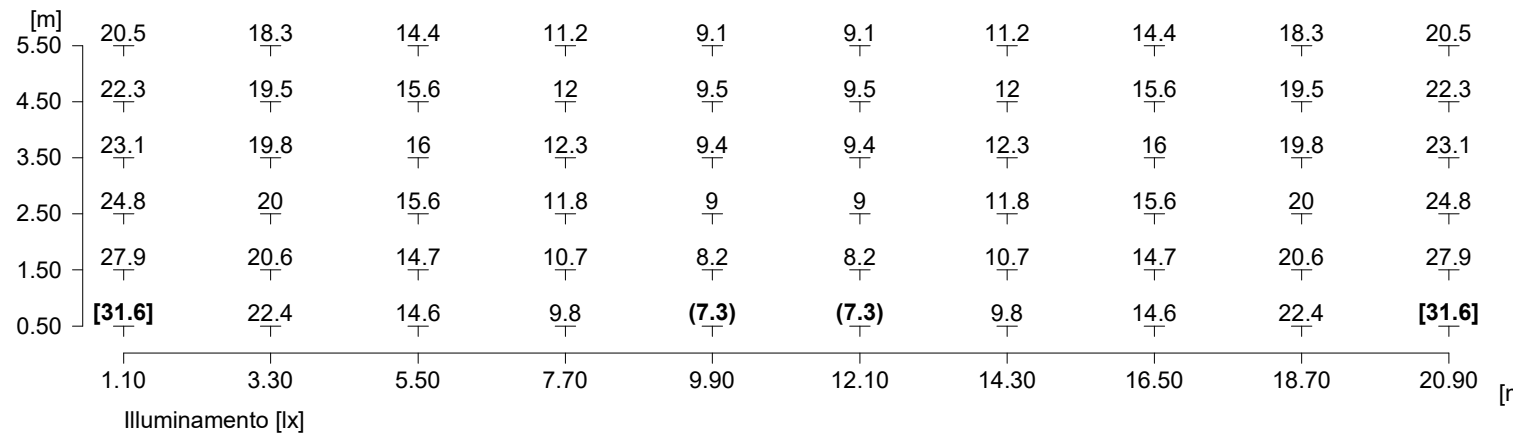 [m]
5.50 20.5 18.3 14.4 11.2 9.1 9.1 11.2 14.4 18.3 20.5
4.50 22.3 19.5 15.6 12 9.5 9.5 12 15.6 19.5 22.3
3.50 23.1 19.8 16 12.3 9.4 9.4 12.3 16 19.8 23.1
2.50 24.8 20 15.6 11.8 9 9 11.8 15.6 20 24.8
1.50 27.9 20.6 14.7 10.7 8.2 8.2 10.7 14.7 20.6 27.9
0.50 [31.6] 22.4 14.6 9.8 (7.3) (7.3) 9.8 14.6 22.4 [31.6]
1.10 3.30 5.50 7.70 9.90 12.10 14.30 16.50 18.70 20.90
Illuminamento [lx]